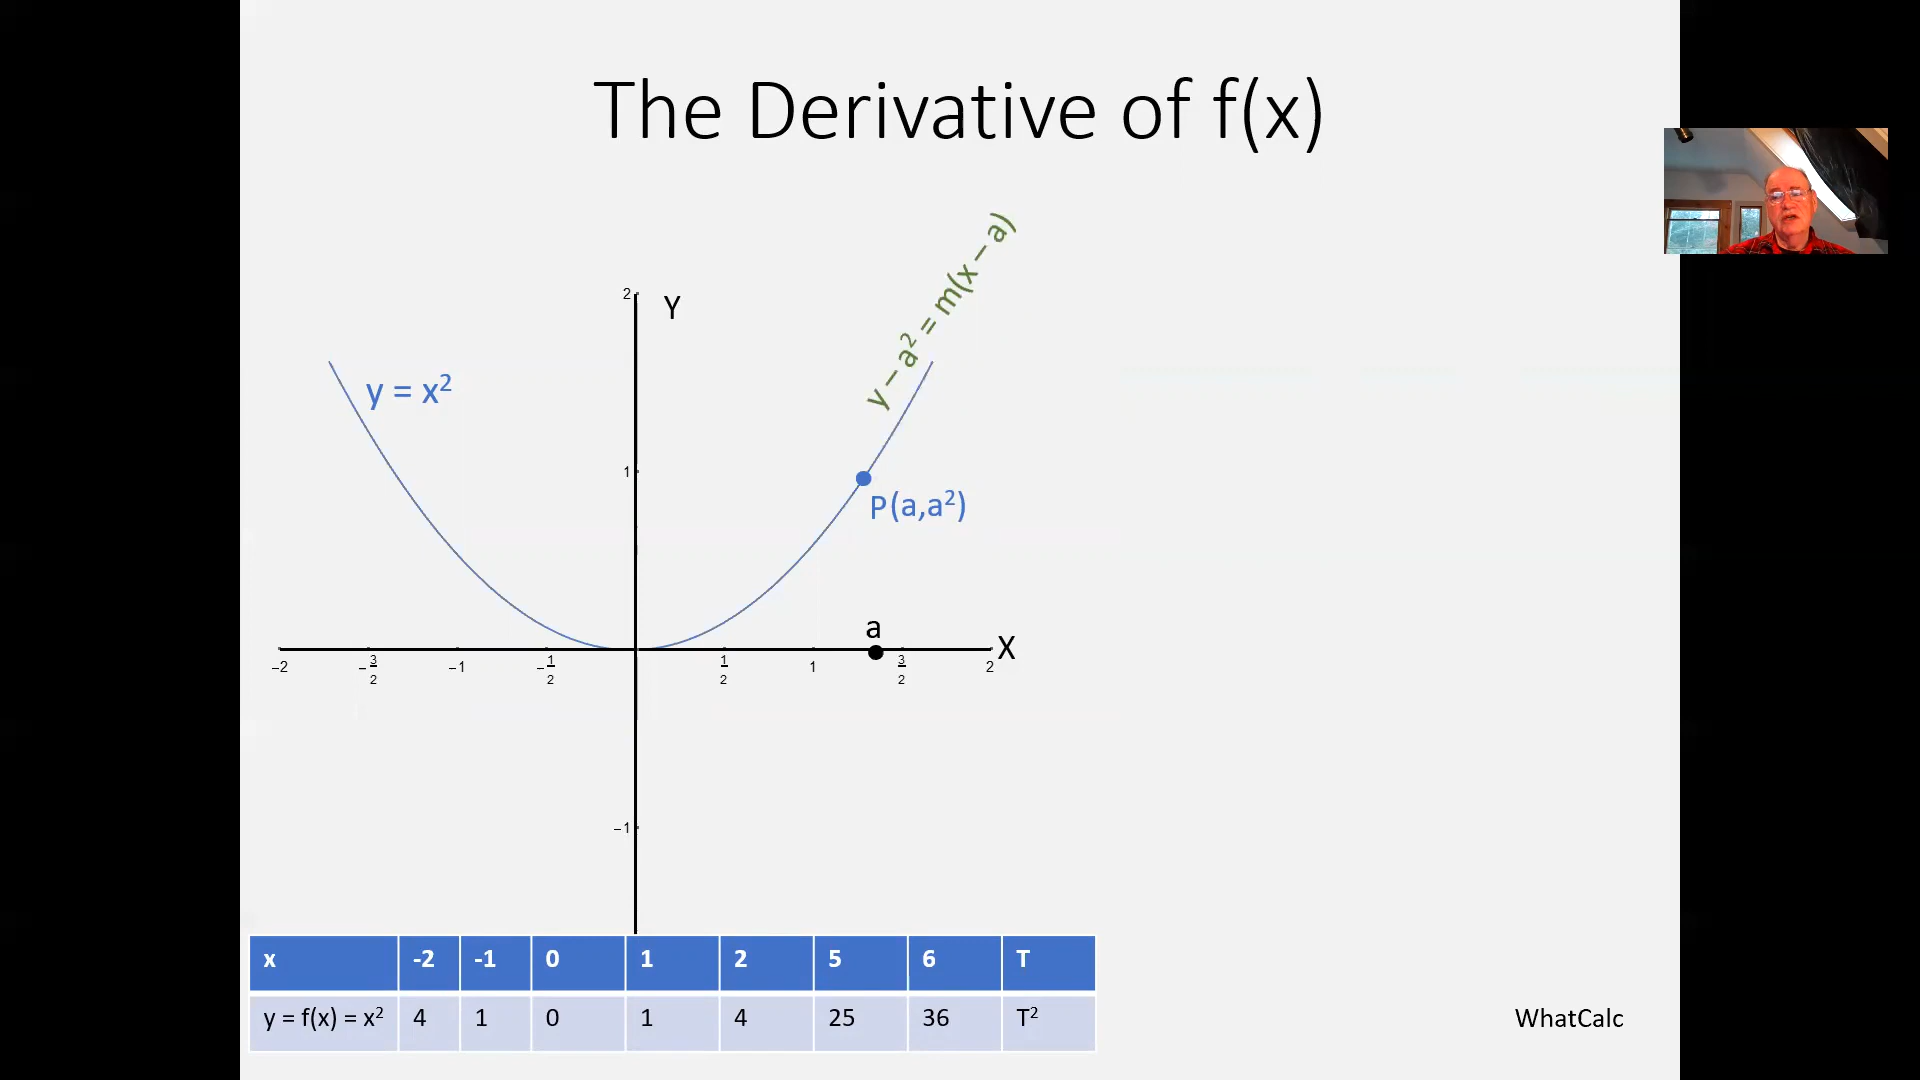 The Derivative of f(x)
y – a² = m(x – a)
2
Y
y = x²
1
P(a,a²)
a
X
–2
–3/2
–1
–1/2
1/2
1
3/2
2
–1
x -2 -1 0 1 2 5 6 T
y = f(x) = x² 4 1 0 1 4 25 36 T²
WhatCalc